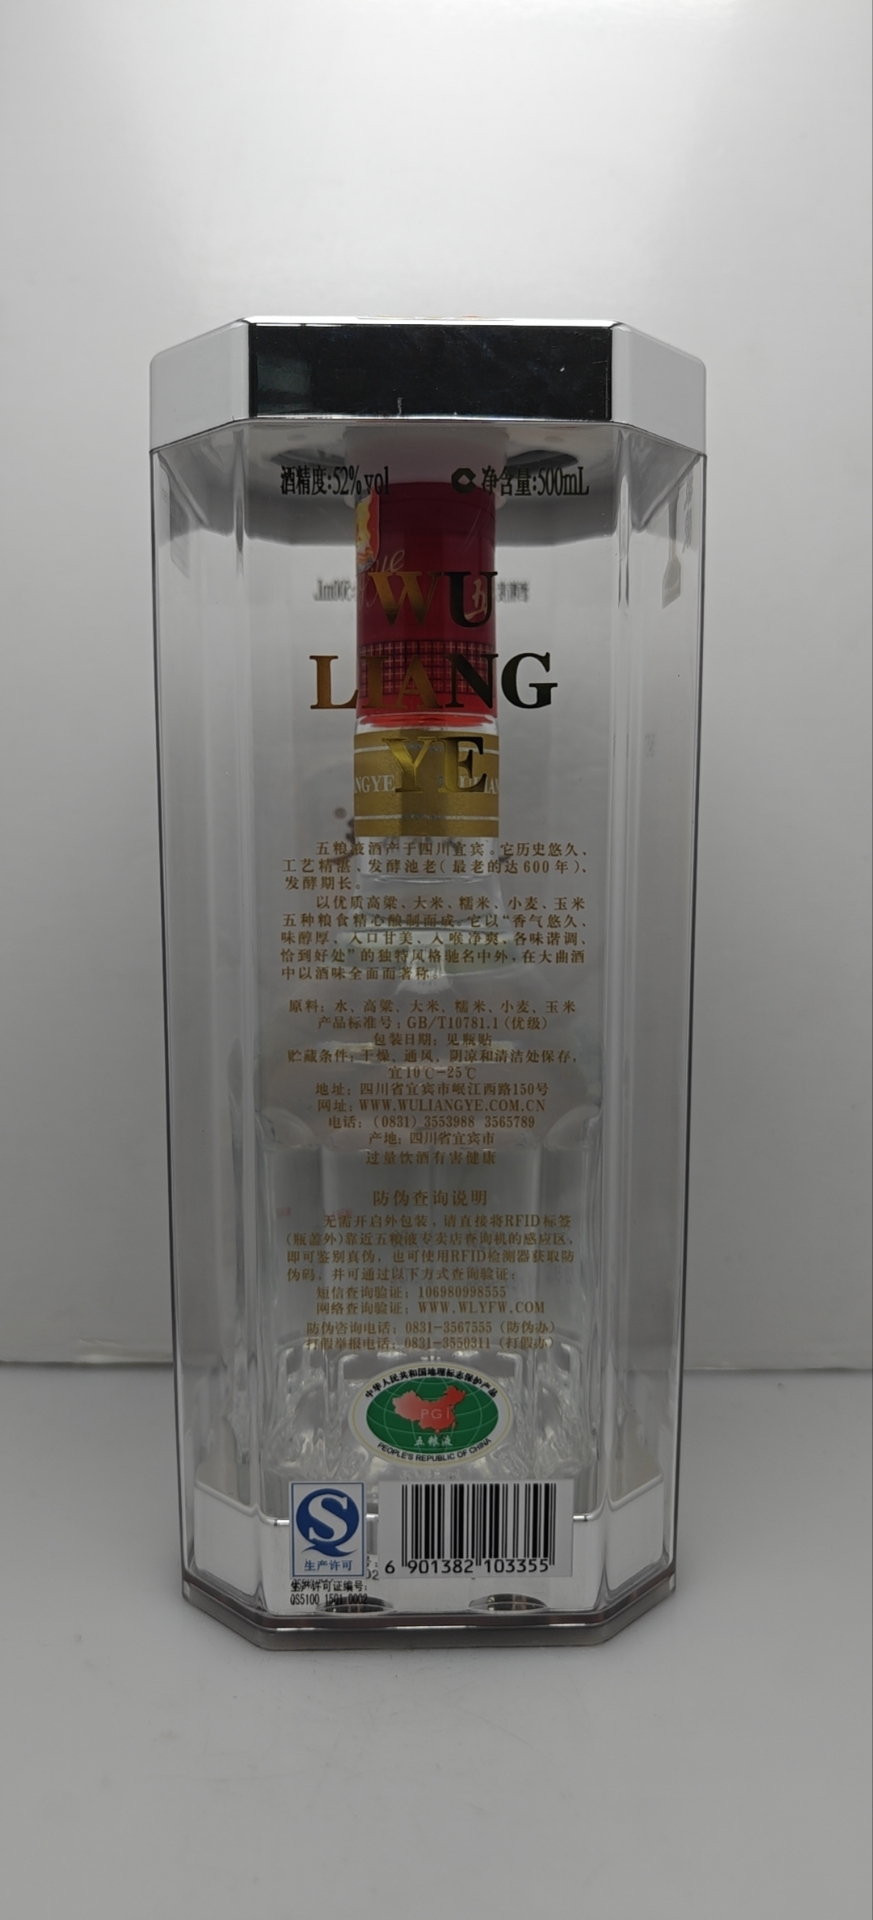 酒精度:52%vol
净含量:500mL
WU
LIANG
YE
五粮液酒产于四川宜宾。它历史悠久、
工艺精湛、发酵池老(最老的达600年)、
发酵期长。
以优质高粱、大米、糯米、小麦、玉米
五种粮食精心酿制而成。它以“香气悠久、
味醇厚、入口甘美、入喉净爽、各味谐调、
恰到好处”的独特风格驰名中外,在大曲酒
中以酒味全面而著称。
原料: 水、高粱、大米、糯米、小麦、玉米
产品标准号: GB/T10781.1(优级)
包装日期: 见瓶贴
贮藏条件: 干燥、通风、阴凉和清洁处保存,
宜10℃-25℃
地址: 四川省宜宾市岷江西路150号
网址: WWW.WULIANGYE.COM.CN
电话: (0831) 3553988 3565789
产地: 四川省宜宾市
过量饮酒有害健康
防伪查询说明
无需开启外包装,请直接将RFID标签
(瓶盖外)靠近五粮液专卖店查询机的感应区,
即可鉴别真伪,也可使用RFID检测器获取防
伪码,并可通过以下方式查询验证:
短信查询验证: 106980998555
网络查询验证: WWW.WLYFW.COM
防伪咨询电话: 0831-3567555 (防伪办)
打假举报电话: 0831-3550311 (打假办)
中华人民共和国地理标志保护产品
PGI
五粮液
PEOPLE'S REPUBLIC OF CHINA
生产许可
6 901382 103355
生产许可证编号:
QS5100 1501 0002